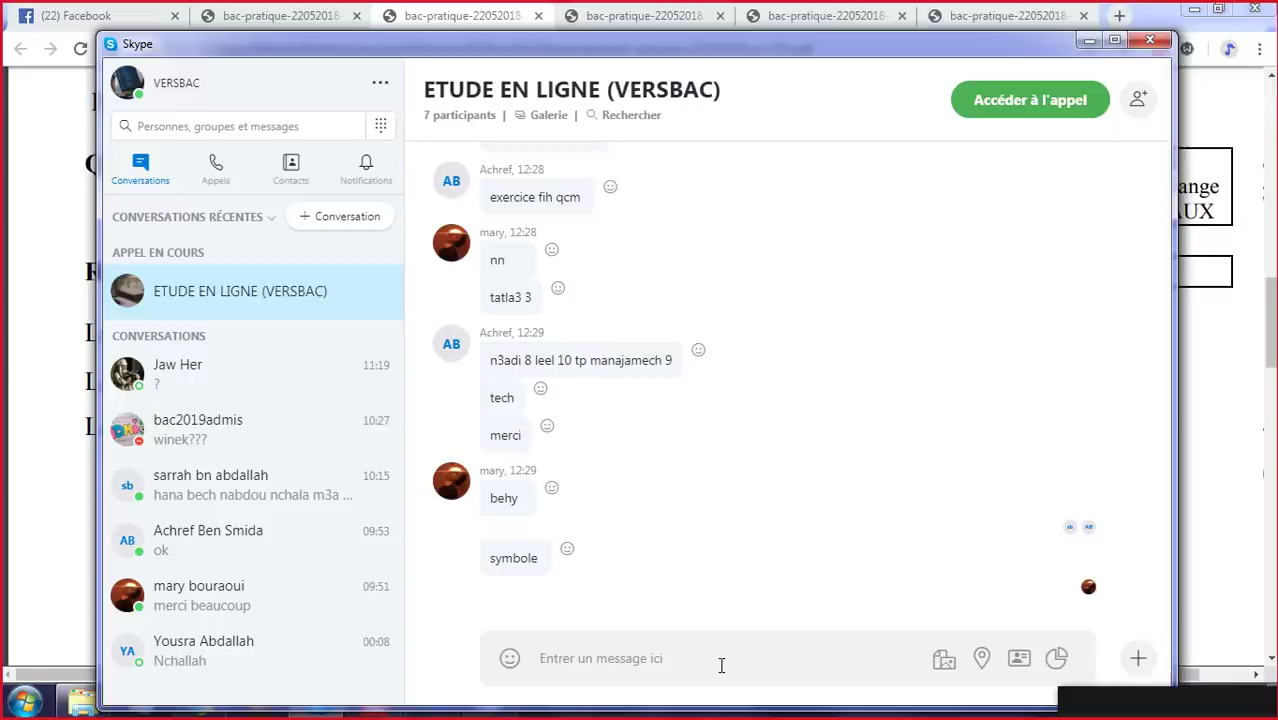 (22) Facebook
bac-pratique-22052018-
bac-pratique-22052018-
bac-pratique-22052018-
bac-pratique-22052018-
bac-pratique-22052018-
Skype
VERSBAC
Personnes, groupes et messages
Conversations
Appels
Contacts
Notifications
CONVERSATIONS RÉCENTES
+ Conversation
APPEL EN COURS
ETUDE EN LIGNE (VERSBAC)
CONVERSATIONS
Jaw Her 11:19
?
bac2019admis 10:27
winek???
sarrah bn abdallah 10:15
hana bech nabdou nchala m3a ...
Achref Ben Smida 09:53
ok
mary bouraoui 09:51
merci beaucoup
Yousra Abdallah 00:08
Nchallah
ETUDE EN LIGNE (VERSBAC)
7 participants | Galerie | Rechercher
Accéder à l'appel
Achref, 12:28
AB
exercice fih qcm
mary, 12:28
nn
tatla3 3
Achref, 12:29
AB
n3adi 8 leel 10 tp manajamech 9
tech
merci
mary, 12:29
behy
symbole
Entrer un message ici
ange
AUX